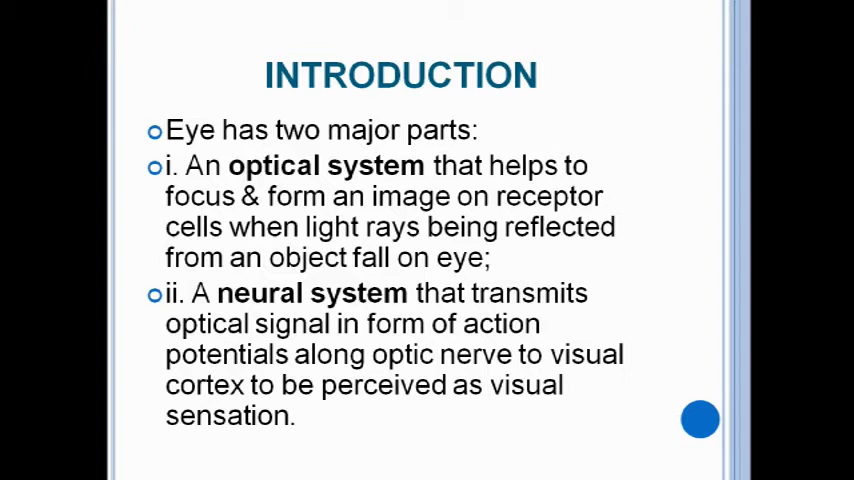 INTRODUCTION
Eye has two major parts:
i. An optical system that helps to
focus & form an image on receptor
cells when light rays being reflected
from an object fall on eye;
ii. A neural system that transmits
optical signal in form of action
potentials along optic nerve to visual
cortex to be perceived as visual
sensation.